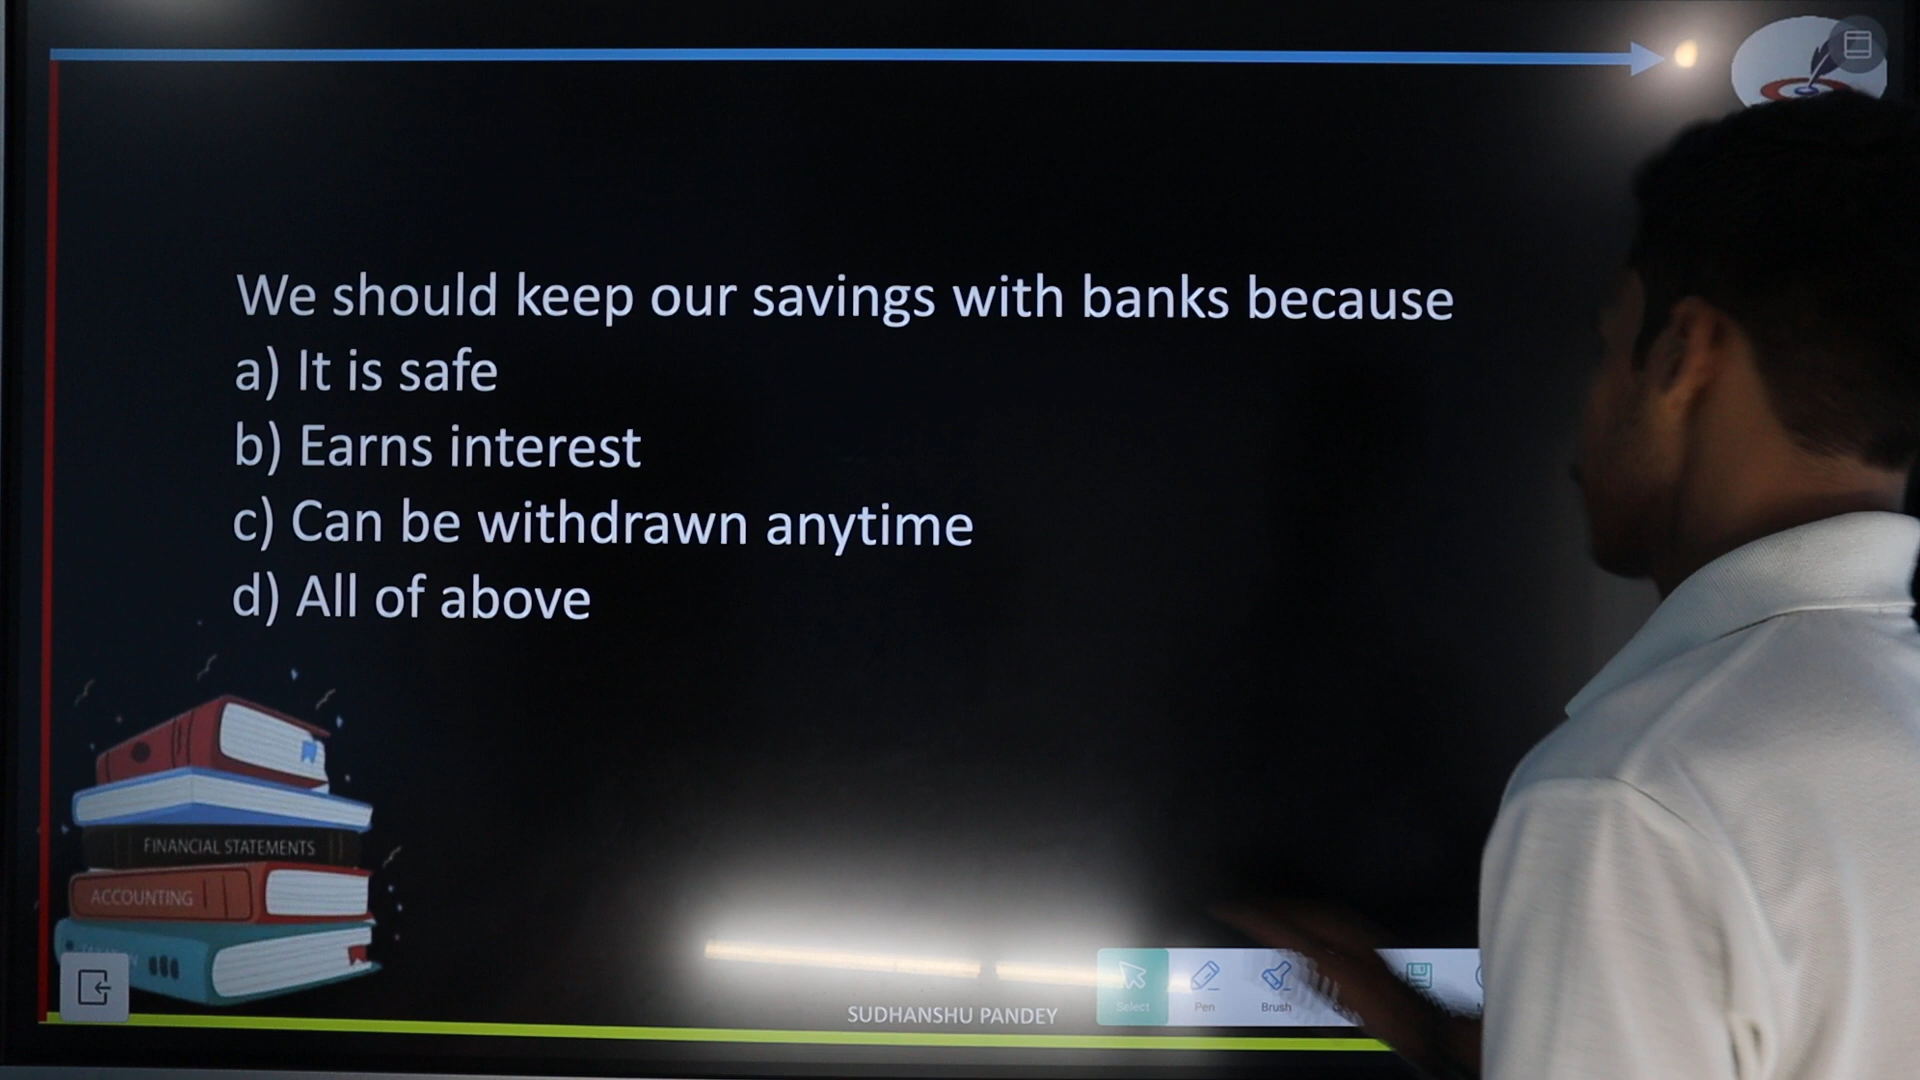 We should keep our savings with banks because
a) It is safe
b) Earns interest
c) Can be withdrawn anytime
d) All of above
FINANCIAL STATEMENTS
ACCOUNTING
SUDHANSHU PANDEY
Select
Pen
Brush